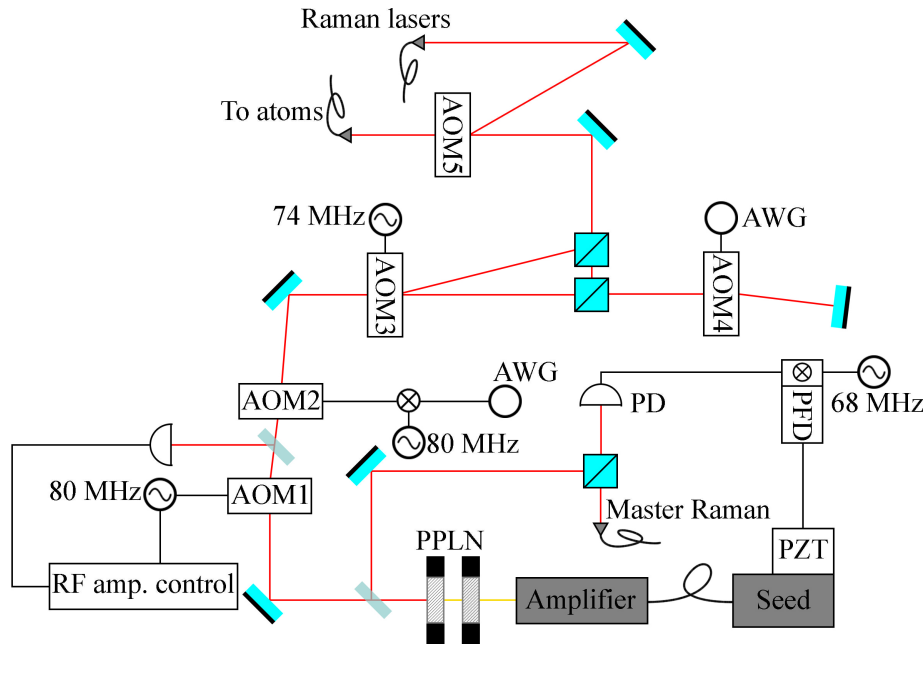 Raman lasers
To atoms
AOM5
74 MHz
AWG
AOM3
AOM4
AWG
AOM2
PD
PFD
68 MHz
80 MHz
80 MHz
AOM1
Master Raman
PPLN
PZT
RF amp. control
Amplifier
Seed